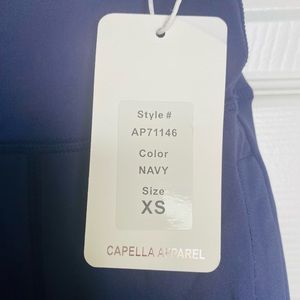 Style #
AP71146
Color
NAVY
Size
XS
CAPELLA APPAREL